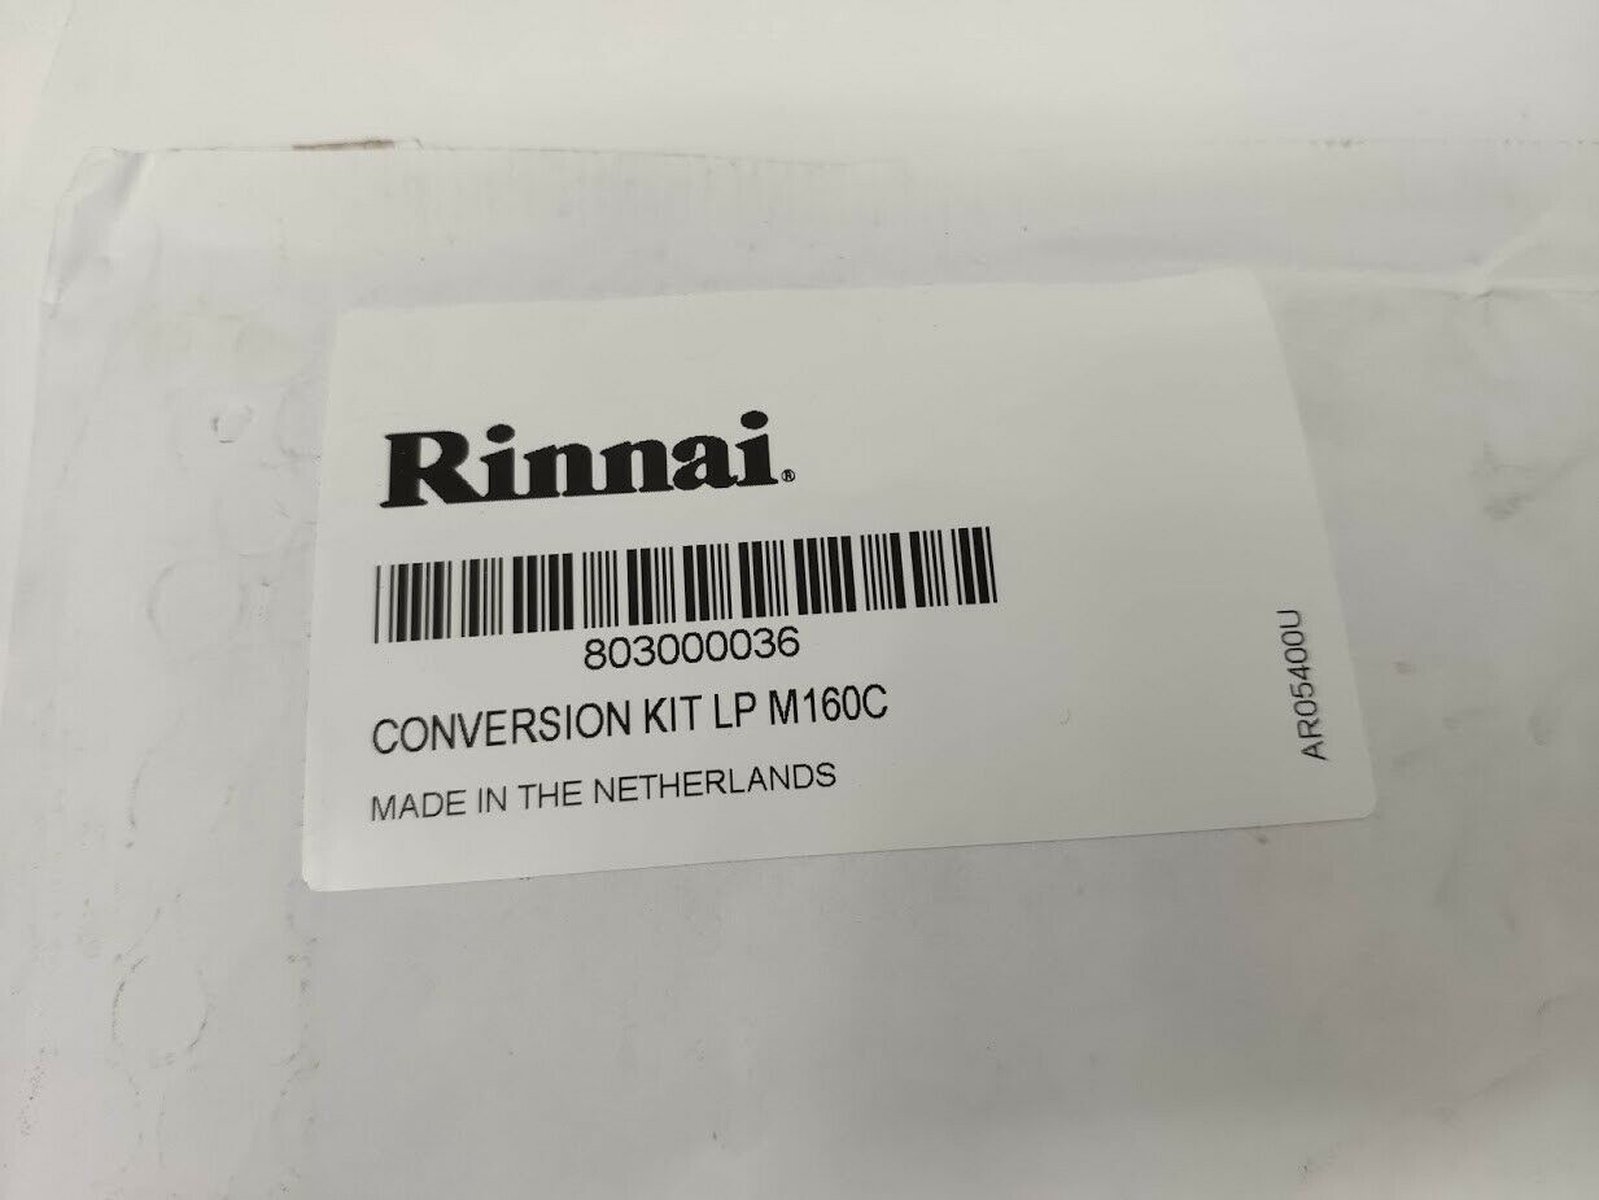 Rinnai®
803000036
CONVERSION KIT LP M160C
MADE IN THE NETHERLANDS
AR05400U